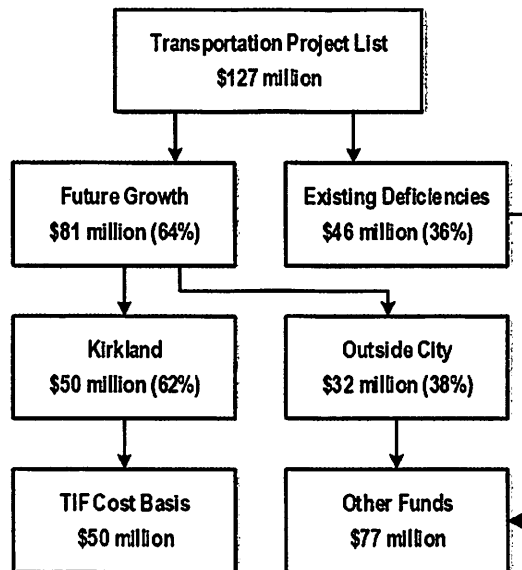 Transportation Project List
$127 million
Future Growth
$81 million (64%)
Existing Deficiencies
$46 million (36%)
Kirkland
$50 million (62%)
Outside City
$32 million (38%)
TIF Cost Basis
$50 million
Other Funds
$77 million